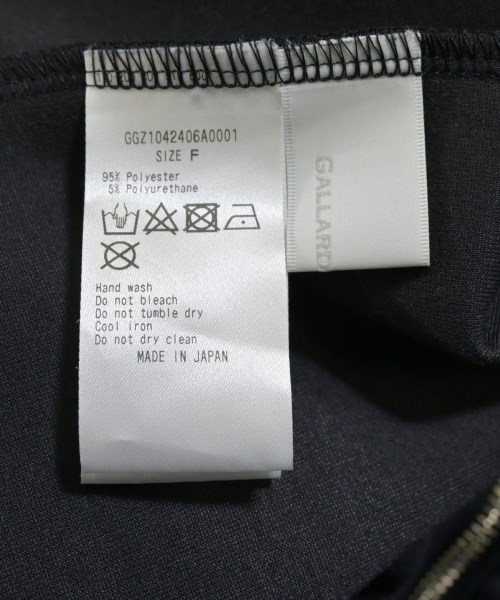 GGZ1042406A0001
SIZE F
95% Polyester
5% Polyurethane
Hand wash
Do not bleach
Do not tumble dry
Cool iron
Do not dry clean
MADE IN JAPAN
GALLARD